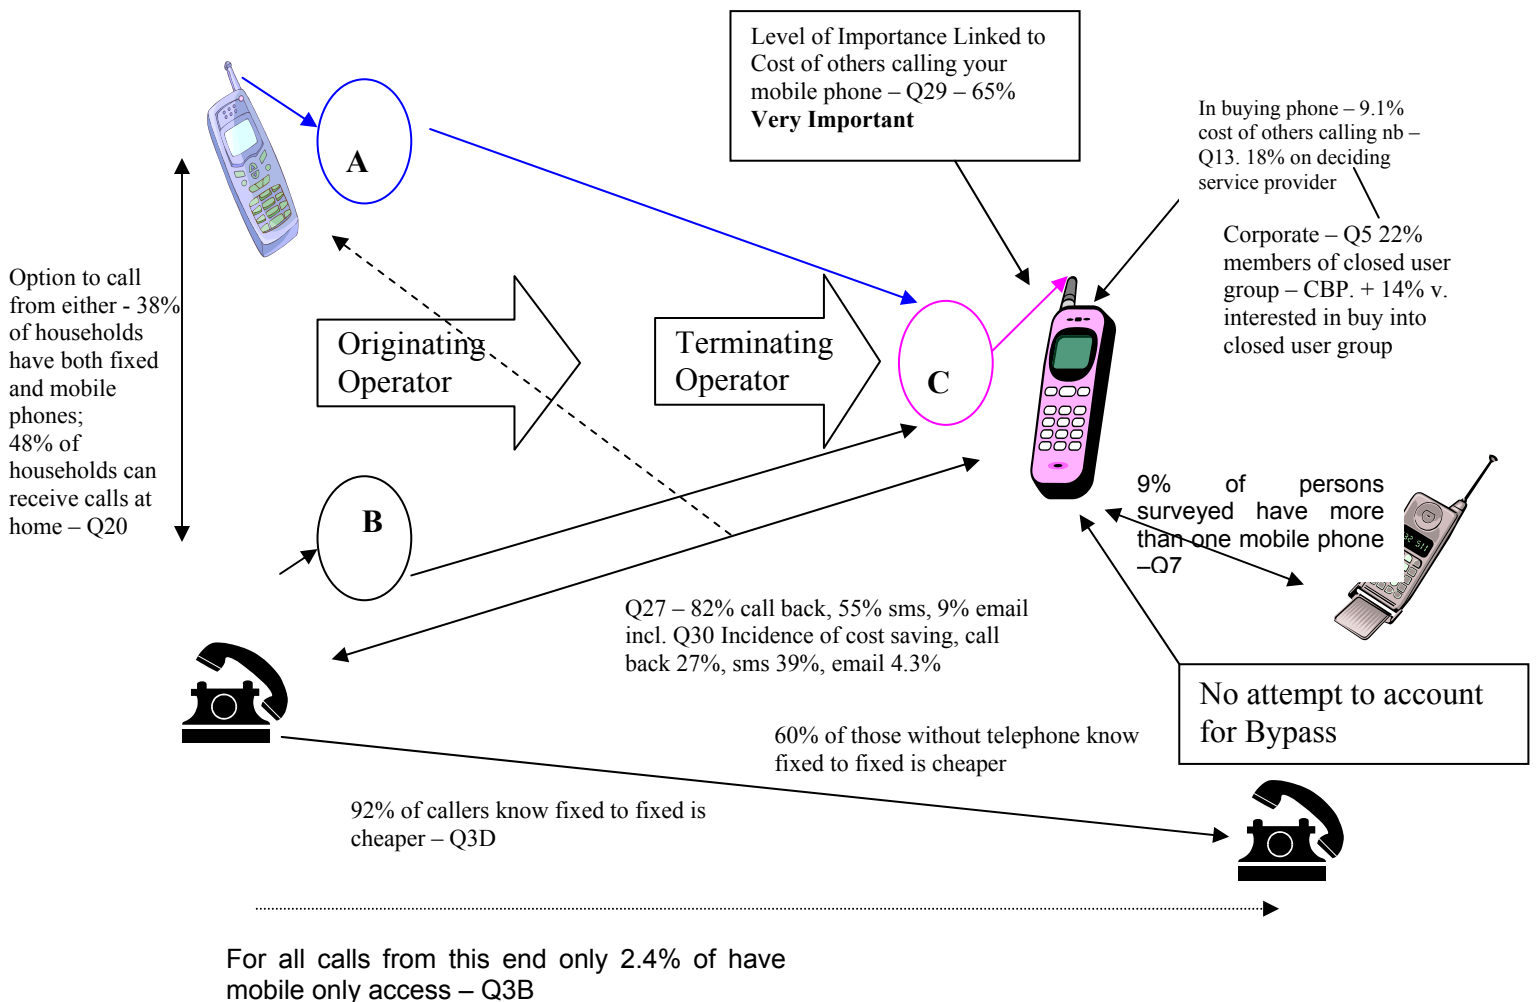 Level of Importance Linked to
Cost of others calling your
mobile phone – Q29 – 65%
Very Important
In buying phone – 9.1%
cost of others calling nb –
Q13. 18% on deciding
service provider
Corporate – Q5 22%
members of closed user
group – CBP. + 14% v.
interested in buy into
closed user group
A
Option to call
from either - 38%
of households
have both fixed
and mobile
phones;
48% of
households can
receive calls at
home – Q20
Originating
Operator
Terminating
Operator
C
B
9% of persons
surveyed have more
than one mobile phone
–Q7
Q27 – 82% call back, 55% sms, 9% email
incl. Q30 Incidence of cost saving, call
back 27%, sms 39%, email 4.3%
No attempt to account
for Bypass
60% of those without telephone know
fixed to fixed is cheaper
92% of callers know fixed to fixed is
cheaper – Q3D
For all calls from this end only 2.4% of have
mobile only access – Q3B